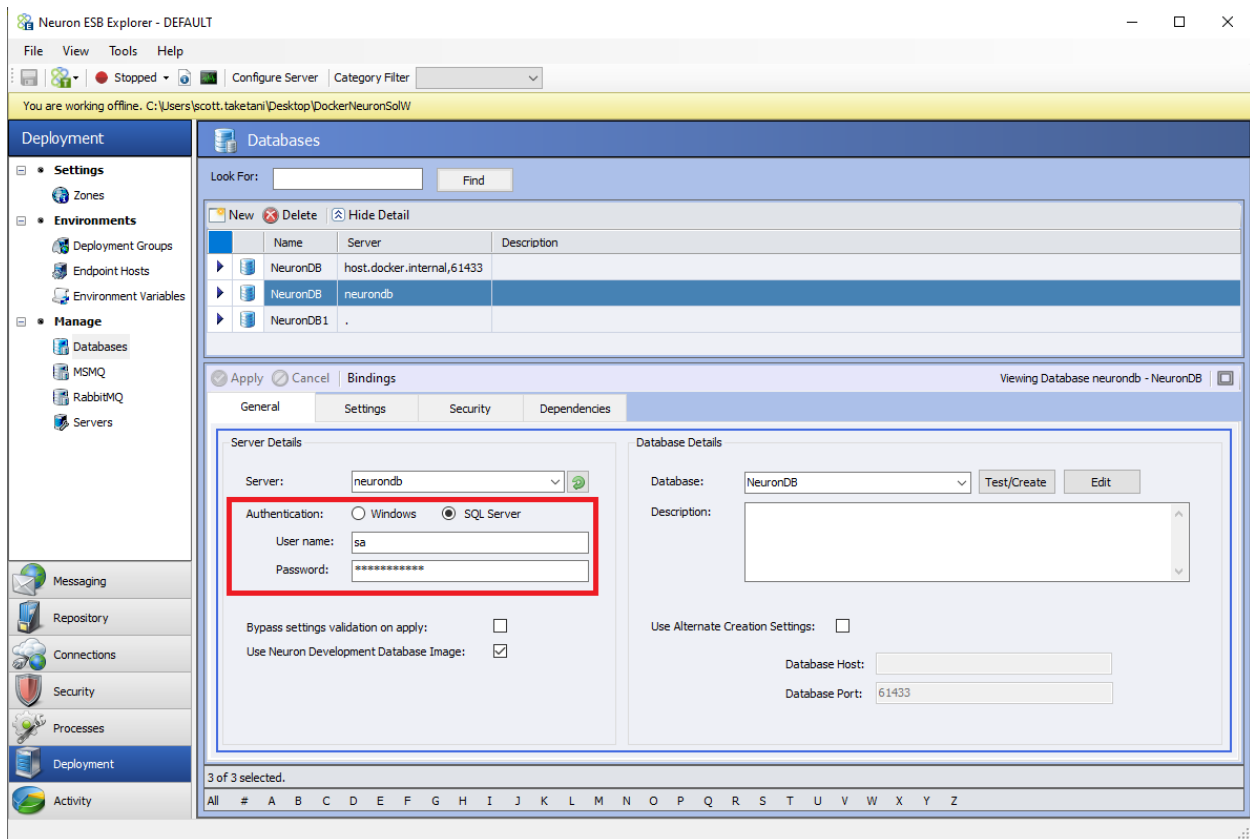 Neuron ESB Explorer - DEFAULT
File View Tools Help
Stopped Configure Server Category Filter
You are working offline. C:\Users\scott.taketani\Desktop\DockerNeuronSolW
Deployment
Settings
Zones
Environments
Deployment Groups
Endpoint Hosts
Environment Variables
Manage
Databases
MSMQ
RabbitMQ
Servers
Messaging
Repository
Connections
Security
Processes
Deployment
Activity
Databases
Look For: Find
New Delete Hide Detail
Name Server Description
NeuronDB host.docker.internal,61433
NeuronDB neurondb
NeuronDB1 .
Apply Cancel Bindings Viewing Database neurondb - NeuronDB
General Settings Security Dependencies
Server Details
Server: neurondb
Authentication: Windows SQL Server
User name: sa
Password: ***********
Bypass settings validation on apply:
Use Neuron Development Database Image:
Database Details
Database: NeuronDB Test/Create Edit
Description:
Use Alternate Creation Settings:
Database Host:
Database Port: 61433
3 of 3 selected.
All # A B C D E F G H I J K L M N O P Q R S T U V W X Y Z